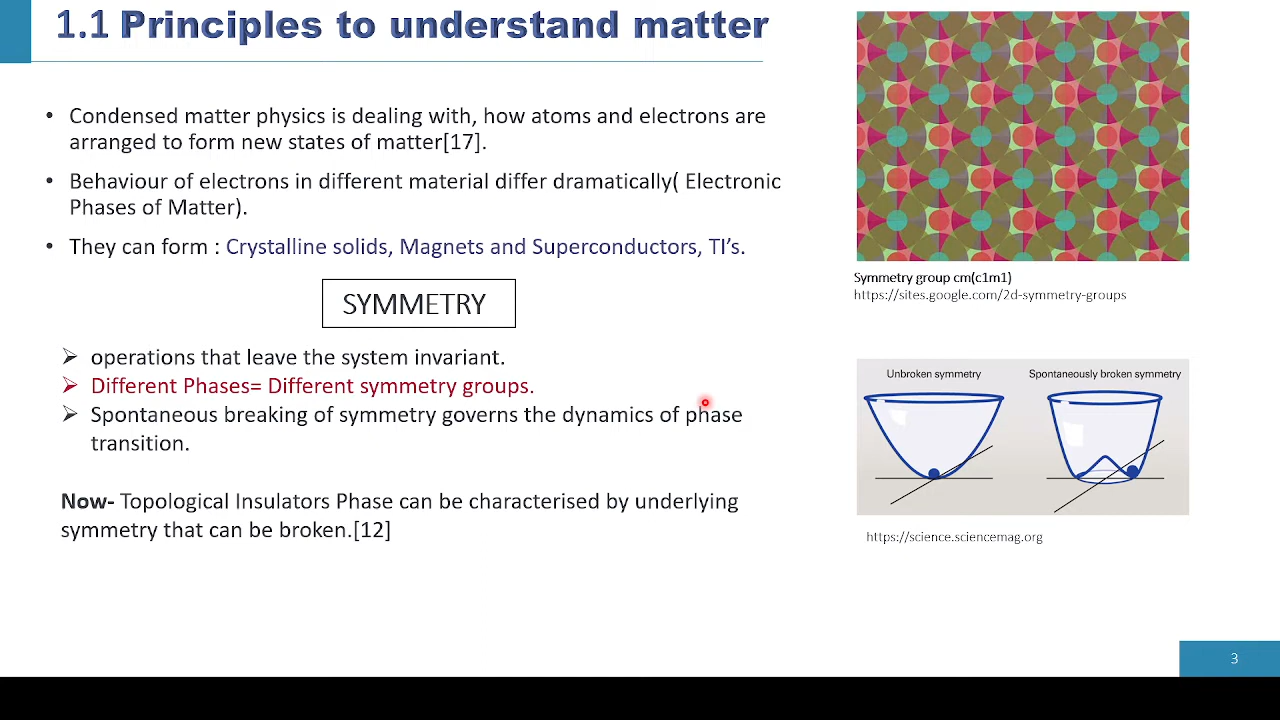 1.1 Principles to understand matter
• Condensed matter physics is dealing with, how atoms and electrons are
arranged to form new states of matter[17].
• Behaviour of electrons in different material differ dramatically( Electronic
Phases of Matter).
• They can form : Crystalline solids, Magnets and Superconductors, TI’s.
SYMMETRY
➢ operations that leave the system invariant.
➢ Different Phases= Different symmetry groups.
➢ Spontaneous breaking of symmetry governs the dynamics of phase
transition.
Now- Topological Insulators Phase can be characterised by underlying
symmetry that can be broken.[12]
Symmetry group cm(c1m1)
https://sites.google.com/2d-symmetry-groups
Unbroken symmetry
Spontaneously broken symmetry
https://science.sciencemag.org
3